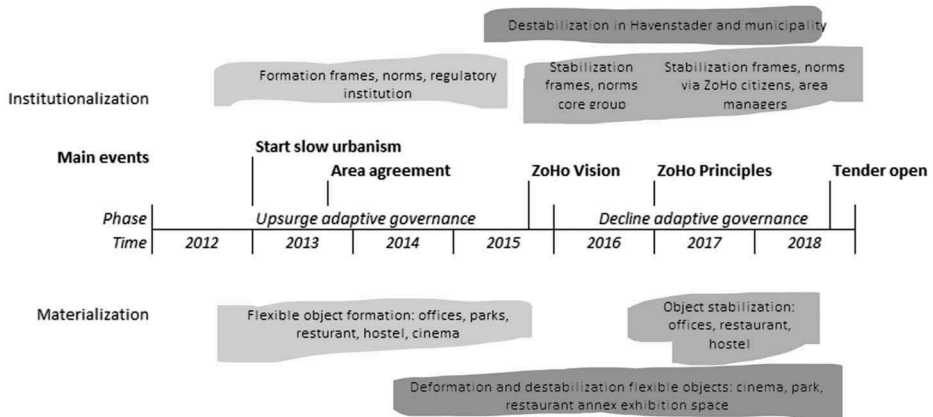 Destabilization in Havenstader and municipality
Institutionalization
Formation frames, norms, regulatory
institution
Stabilization
frames, norms
core group
Stabilization frames, norms
via ZoHo citizens, area
managers
Main events
Start slow urbanism
Area agreement
ZoHo Vision
ZoHo Principles
Tender open
Phase
Upsurge adaptive governance
Decline adaptive governance
Time
2012
2013
2014
2015
2016
2017
2018
Materialization
Flexible object formation: offices, parks,
resturant, hostel, cinema
Object stabilization:
offices, restaurant,
hostel
Deformation and destabilization flexible objects: cinema, park,
restaurant annex exhibition space